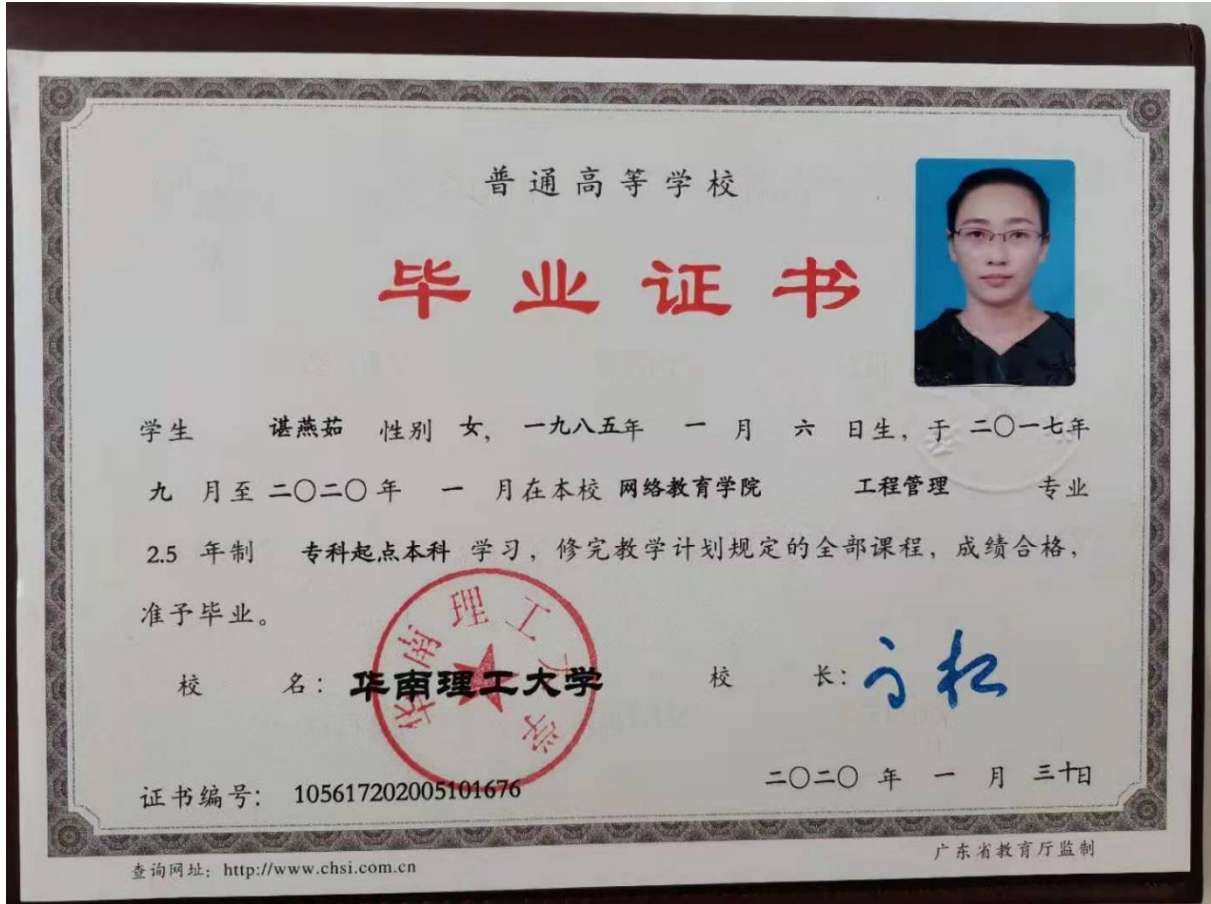 普通高等学校
毕业证书
学生 谌燕茹 性别 女，一九八五年 一 月 六 日生，于 二〇一七年
九 月至 二〇二〇 年 一 月在本校 网络教育学院 工程管理 专业
2.5 年制 专科起点本科 学习，修完教学计划规定的全部课程，成绩合格，
准予毕业。
校 名：华南理工大学 校 长：
华南理工大学
证书编号：105617202005101676 二〇二〇 年 一 月 三十日
查询网址：http://www.chsi.com.cn 广东省教育厅监制